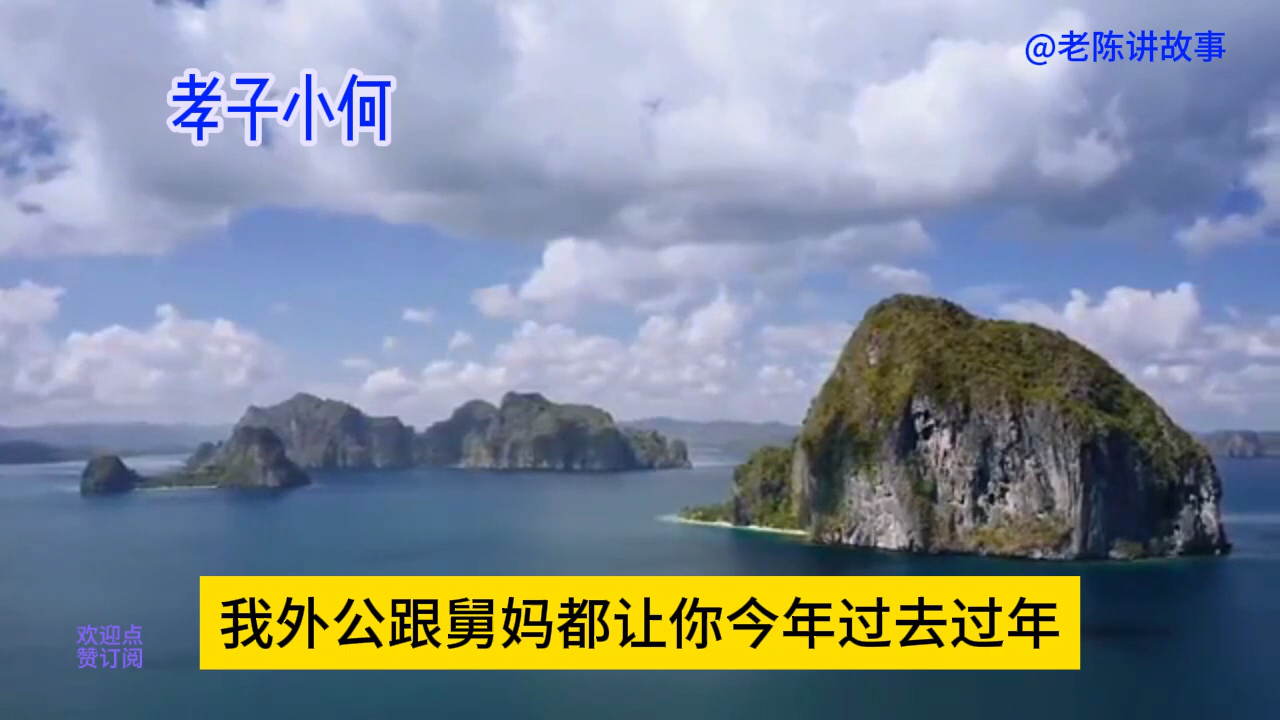 @老陈讲故事
孝子小何
我外公跟舅妈都让你今年过去过年
欢迎点
赞订阅